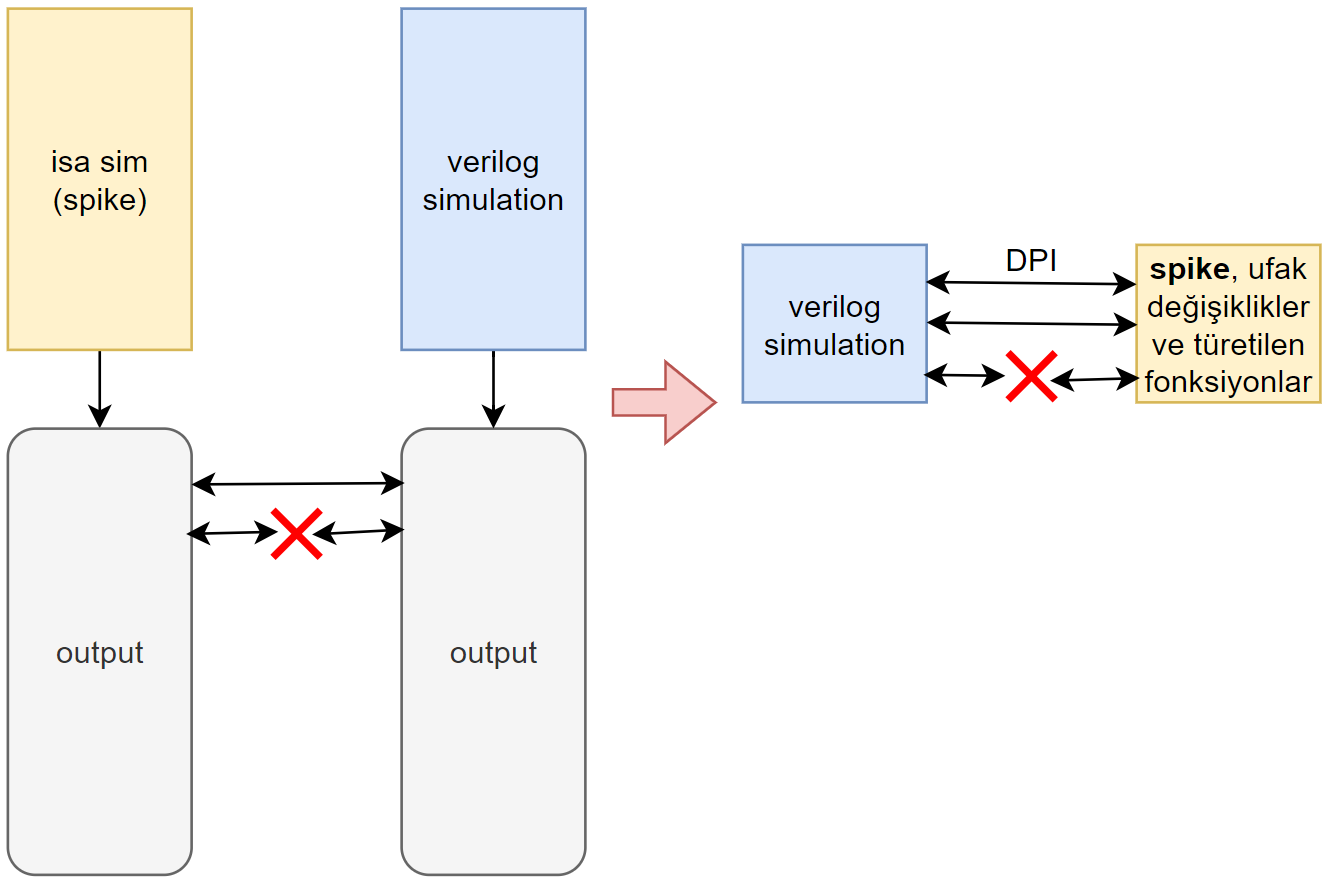 isa sim
(spike)
verilog
simulation
output
output
DPI
verilog
simulation
spike, ufak
değişiklikler
ve türetilen
fonksiyonlar